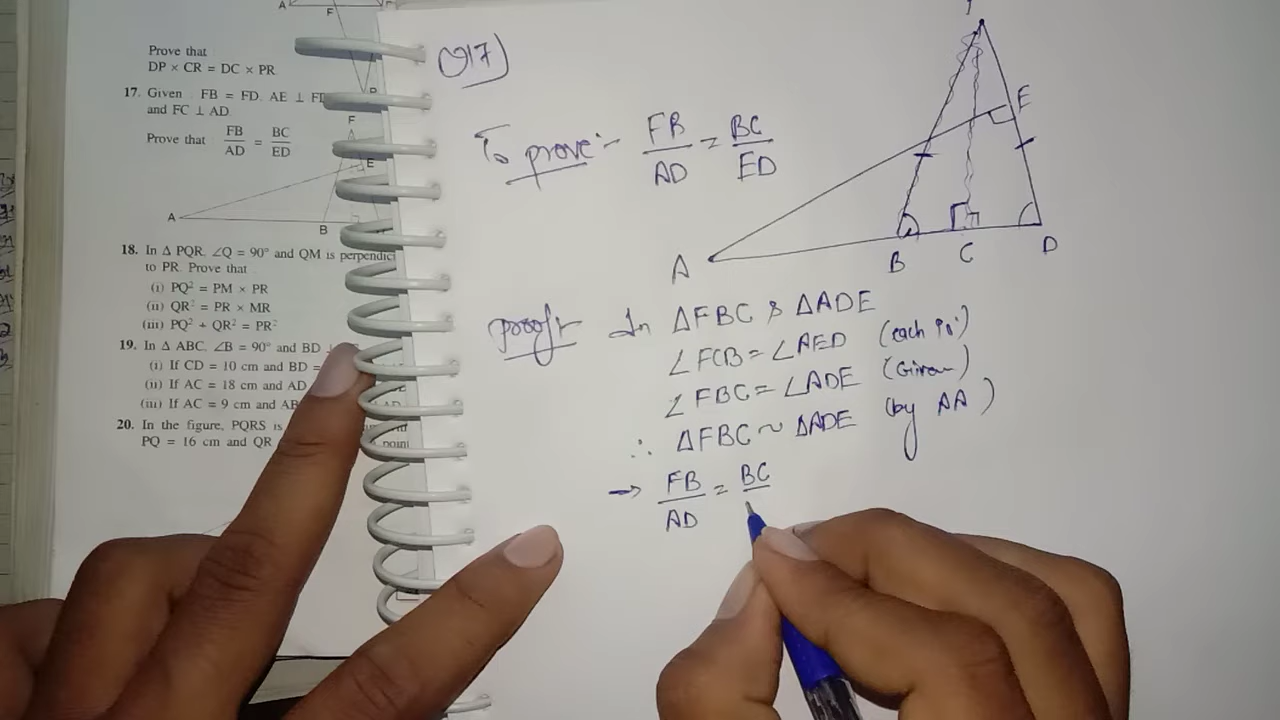 A F
Prove that
DP × CR = DC × PR
17. Given FB = FD. AE ⊥ F
and FC ⊥ AD
Prove that FB/AD = BC/ED
F
E
A
B
18. In Δ PQR, ∠Q = 90° and QM is perpendic
to PR. Prove that
(i) PQ² = PM × PR
(ii) QR² = PR × MR
(iii) PQ² + QR² = PR²
19. In Δ ABC, ∠B = 90° and BD
(i) If CD = 10 cm and BD =
(ii) If AC = 18 cm and AD
(iii) If AC = 9 cm and AB
20. In the figure, PQRS is
PQ = 16 cm and QR point
Q17)
To prove:- FB/AD = BC/ED
E
A
B C D
Proof:- In ΔFBC & ΔADE
∠FCB = ∠AED (each 90°)
∠FBC = ∠ADE (Given)
∴ ΔFBC ~ ΔADE (by AA)
→ FB/AD = BC